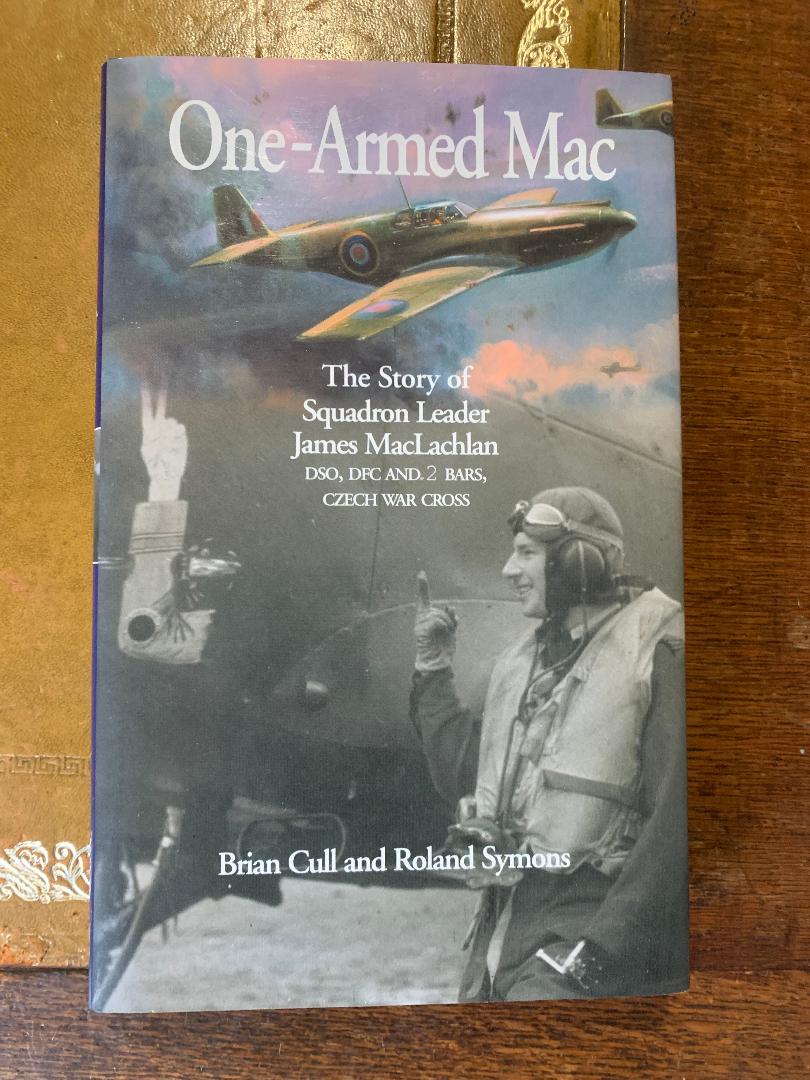 One-Armed Mac
The Story of
Squadron Leader
James MacLachlan
DSO, DFC AND 2 BARS,
CZECH WAR CROSS
Brian Cull and Roland Symons